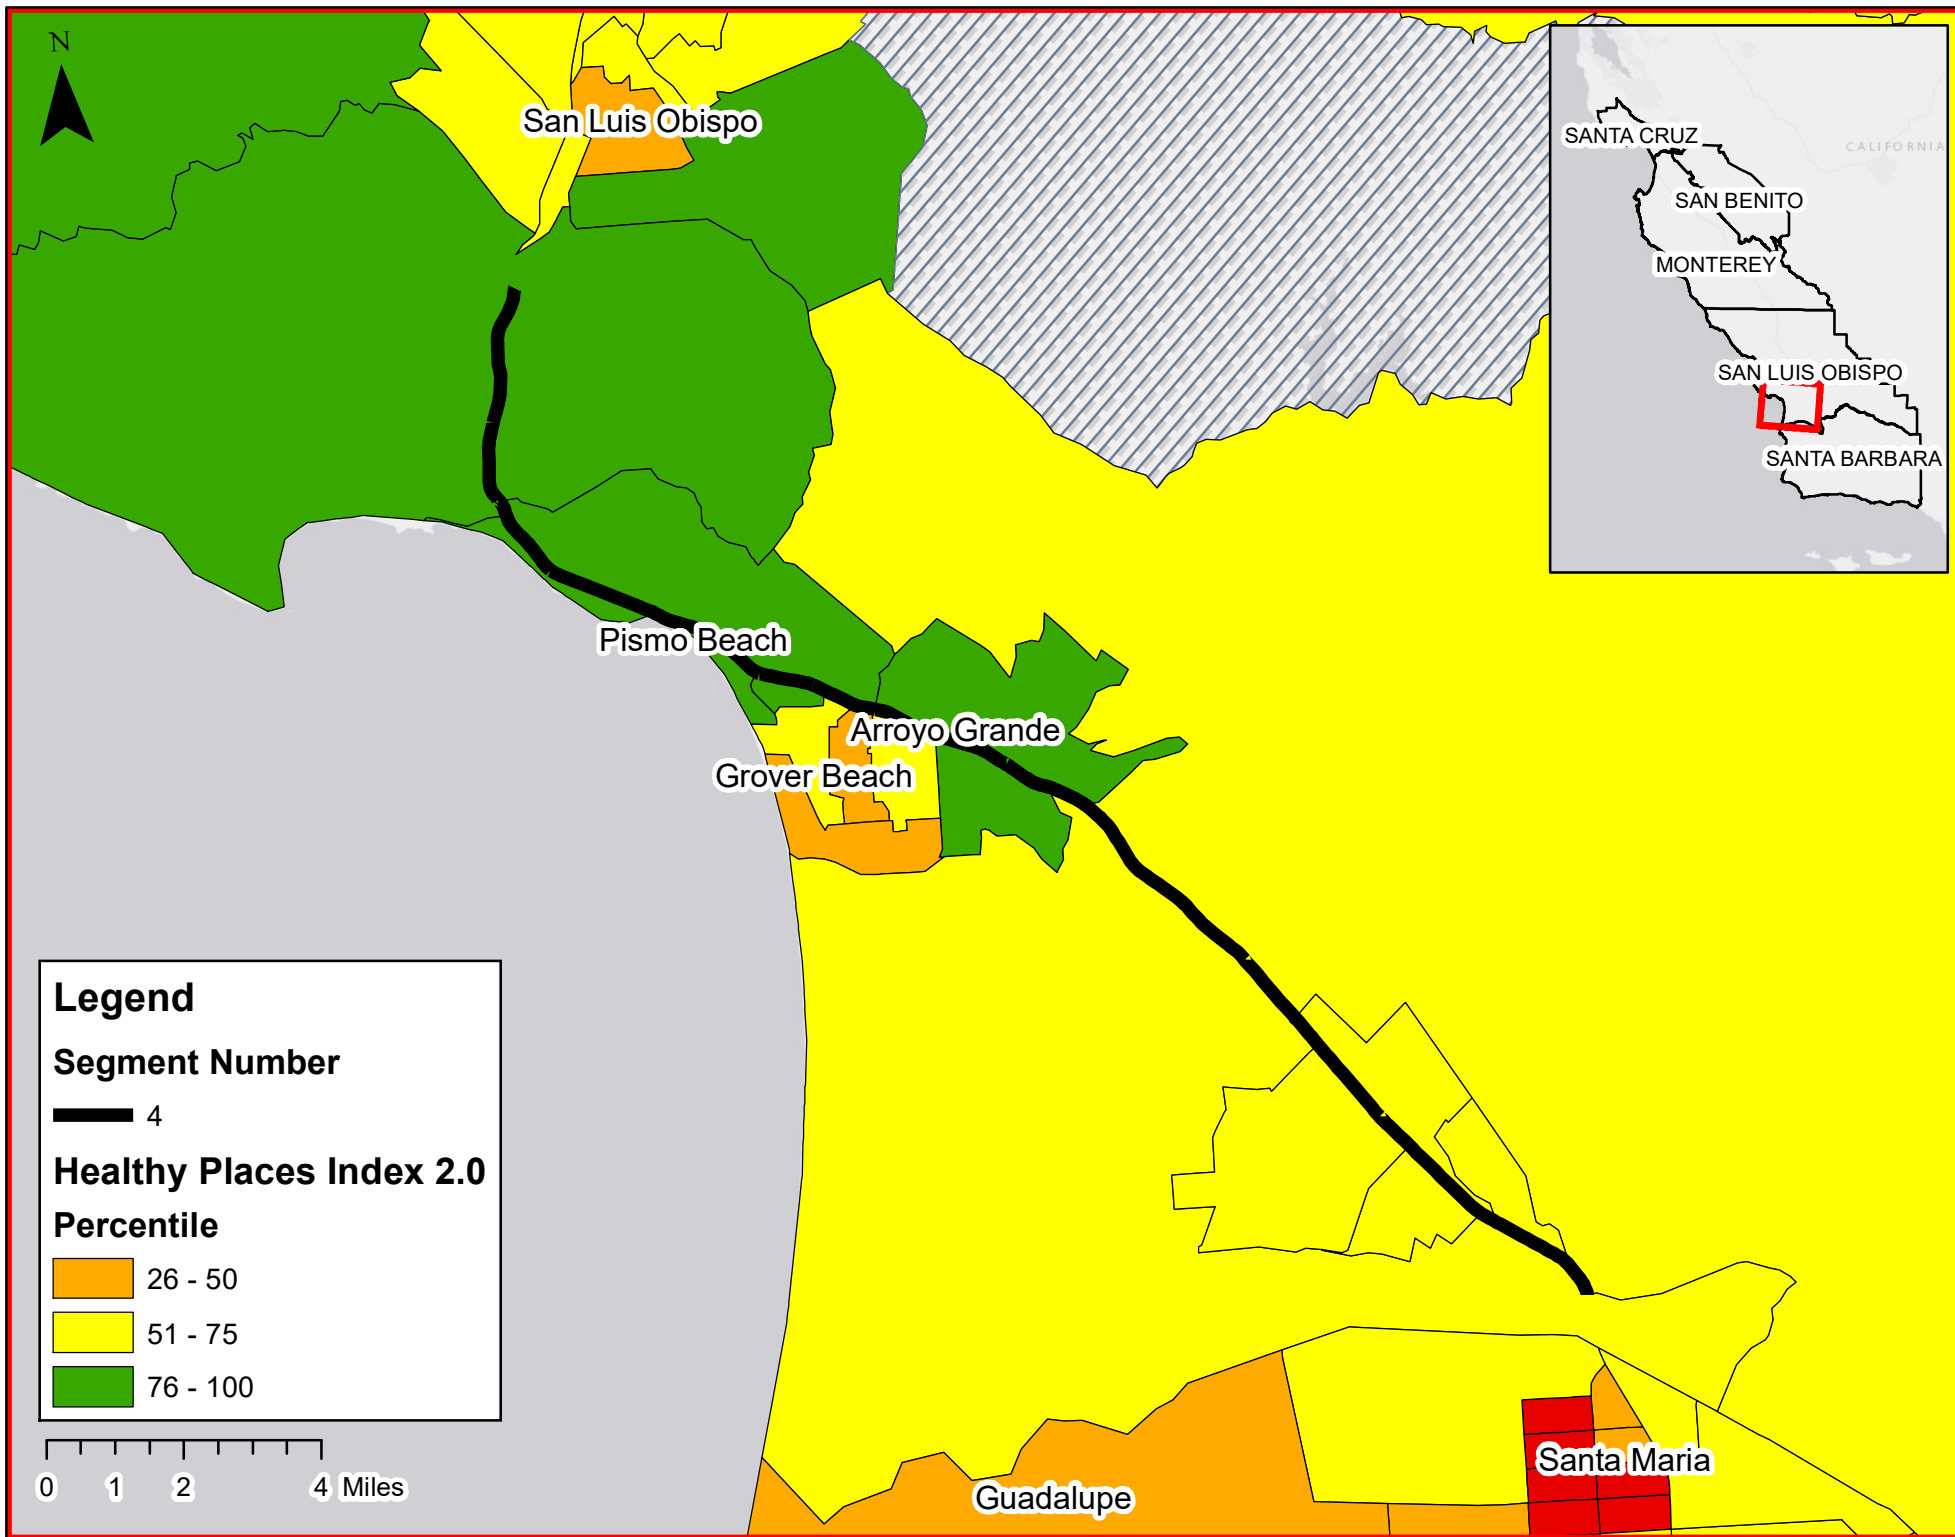 N
San Luis Obispo
SANTA CRUZ
CALIFORNIA
SAN BENITO
MONTEREY
SAN LUIS OBISPO
SANTA BARBARA
Pismo Beach
Arroyo Grande
Grover Beach
Legend
Segment Number
4
Healthy Places Index 2.0
Percentile
26 - 50
51 - 75
76 - 100
0 1 2 4 Miles
Santa Maria
Guadalupe